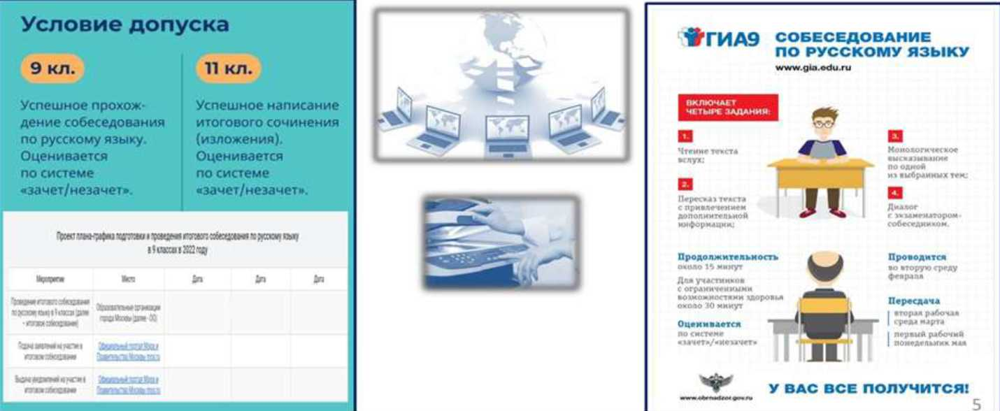 Условие допуска
9 кл.
Успешное прохож-
дение собеседования
по русскому языку.
Оценивается
по системе
«зачет/незачет».
11 кл.
Успешное написание
итогового сочинения
(изложения).
Оценивается
по системе
«зачет/незачет».
Проект плана-графика подготовки и проведения итогового собеседования по русскому языку
в 9 классах в 2022 году
Мероприятие Место Дата Дата Дата
Проведение итогового собеседования
по русскому языку в 9 классах (далее
- итоговое собеседование)
Образовательные организации
города Москвы (далее - ОО)
Подача заявлений на участие в
итоговом собеседовании
Официальный портал Мэра и
Правительства Москвы mos.ru
Выдача уведомлений на участие в
итоговом собеседовании
Официальный портал Мэра и
Правительства Москвы mos.ru
ГИА9
СОБЕСЕДОВАНИЕ
ПО РУССКОМУ ЯЗЫКУ
www.gia.edu.ru
ВКЛЮЧАЕТ
ЧЕТЫРЕ ЗАДАНИЯ:
1.
Чтение текста
вслух;
2.
Пересказ текста
с привлечением
дополнительной
информации;
3.
Монологическое
высказывание
по одной
из выбранных тем;
4.
Диалог
с экзаменатором-
собеседником.
Продолжительность
около 15 минут
Для участников
с ограниченными
возможностями здоровья
около 30 минут
Оценивается
по системе
«зачет»/«незачет»
Проводится
во вторую среду
февраля
Пересдача
вторая рабочая
среда марта
первый рабочий
понедельник мая
www.obrnadzor.gov.ru
У ВАС ВСЕ ПОЛУЧИТСЯ!
5